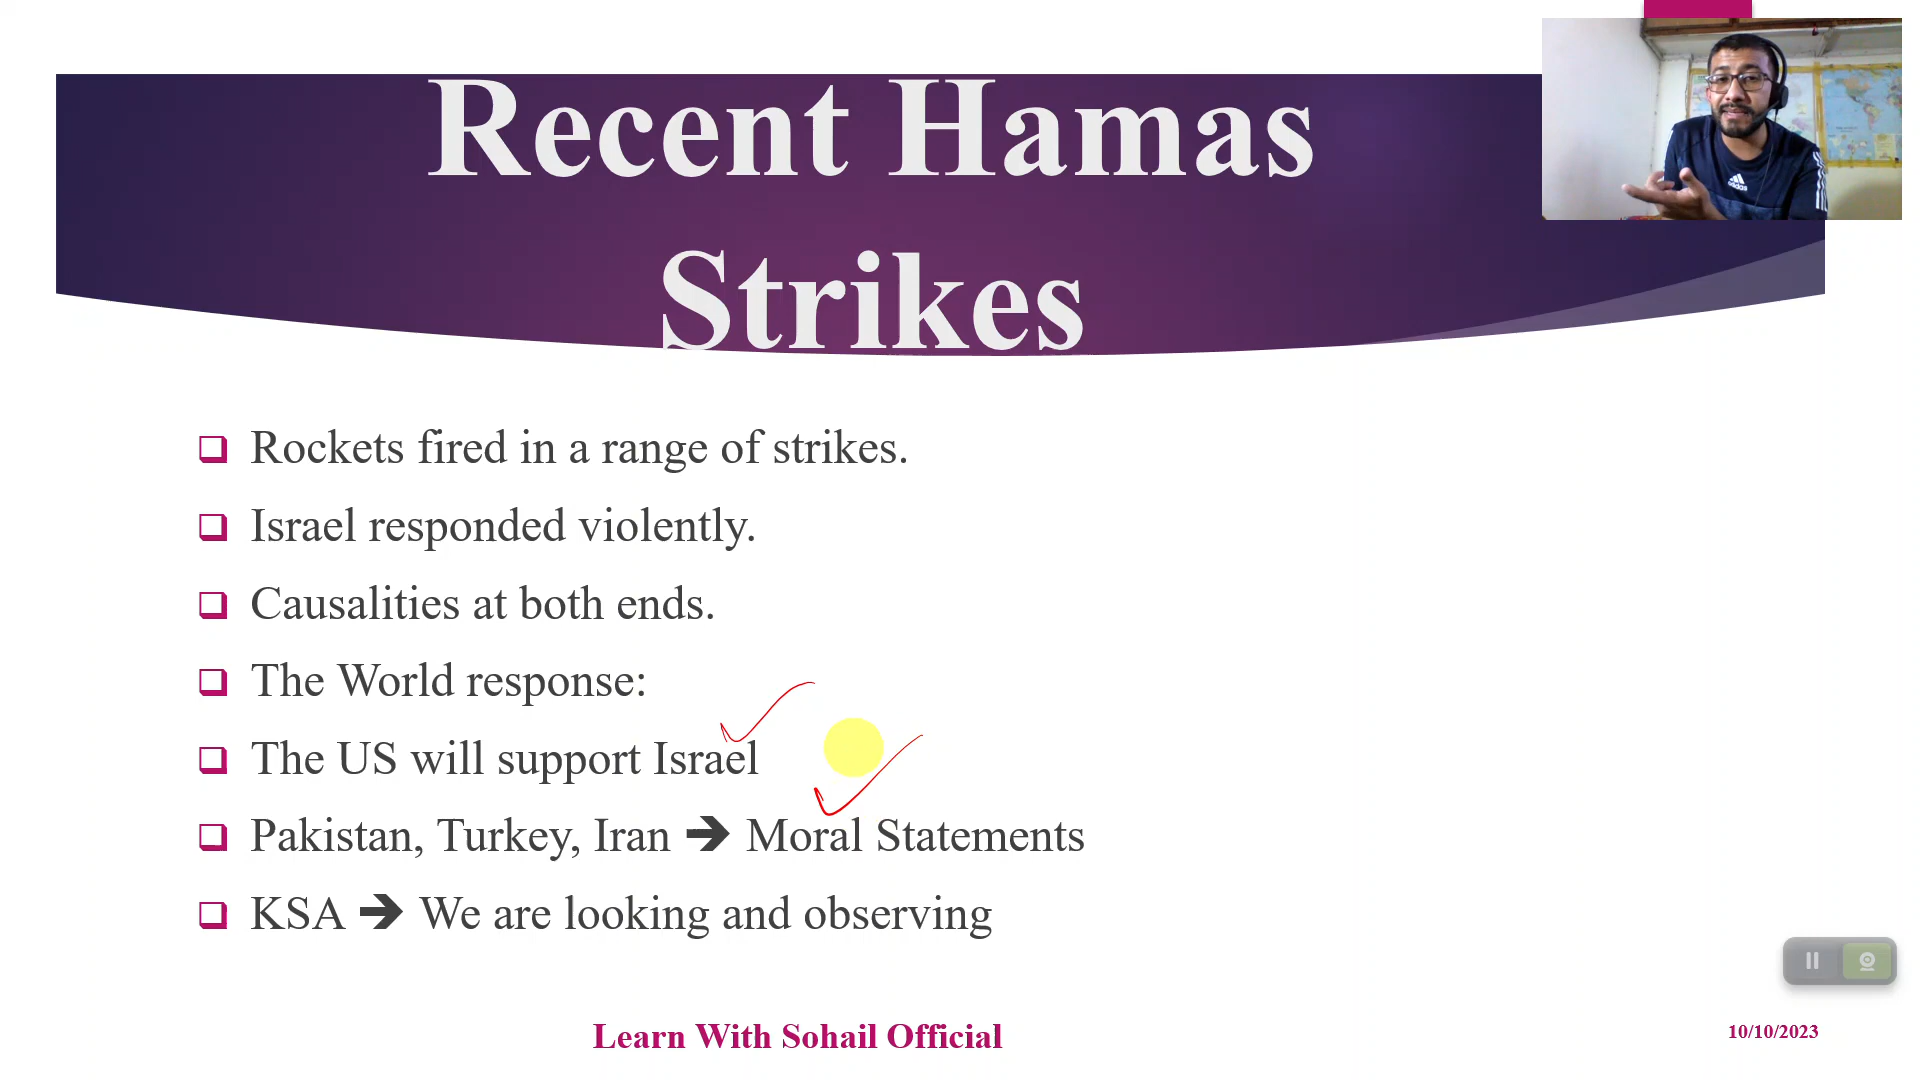 Recent Hamas
Strikes
Rockets fired in a range of strikes.
Israel responded violently.
Causalities at both ends.
The World response:
The US will support Israel
Pakistan, Turkey, Iran ➔ Moral Statements
KSA ➔ We are looking and observing
Learn With Sohail Official
10/10/2023
adidas